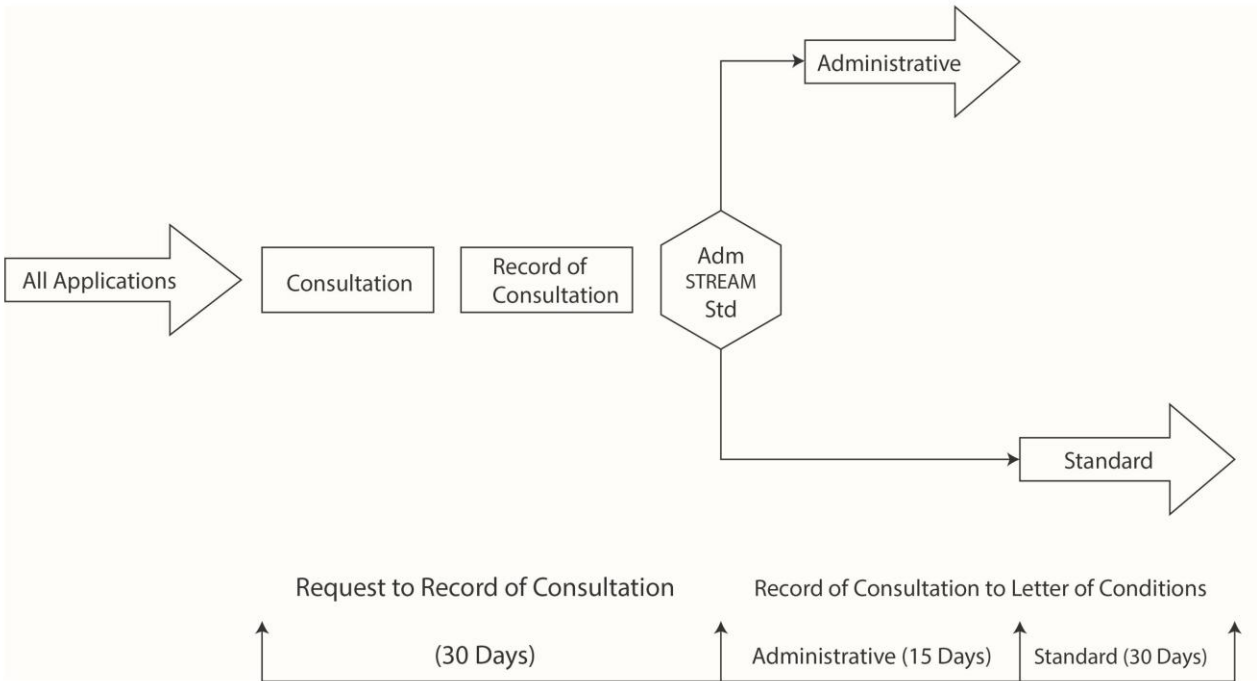 Administrative
All Applications
Consultation
Record of
Consultation
Adm
STREAM
Std
Standard
Request to Record of Consultation
Record of Consultation to Letter of Conditions
(30 Days)
Administrative (15 Days)
Standard (30 Days)